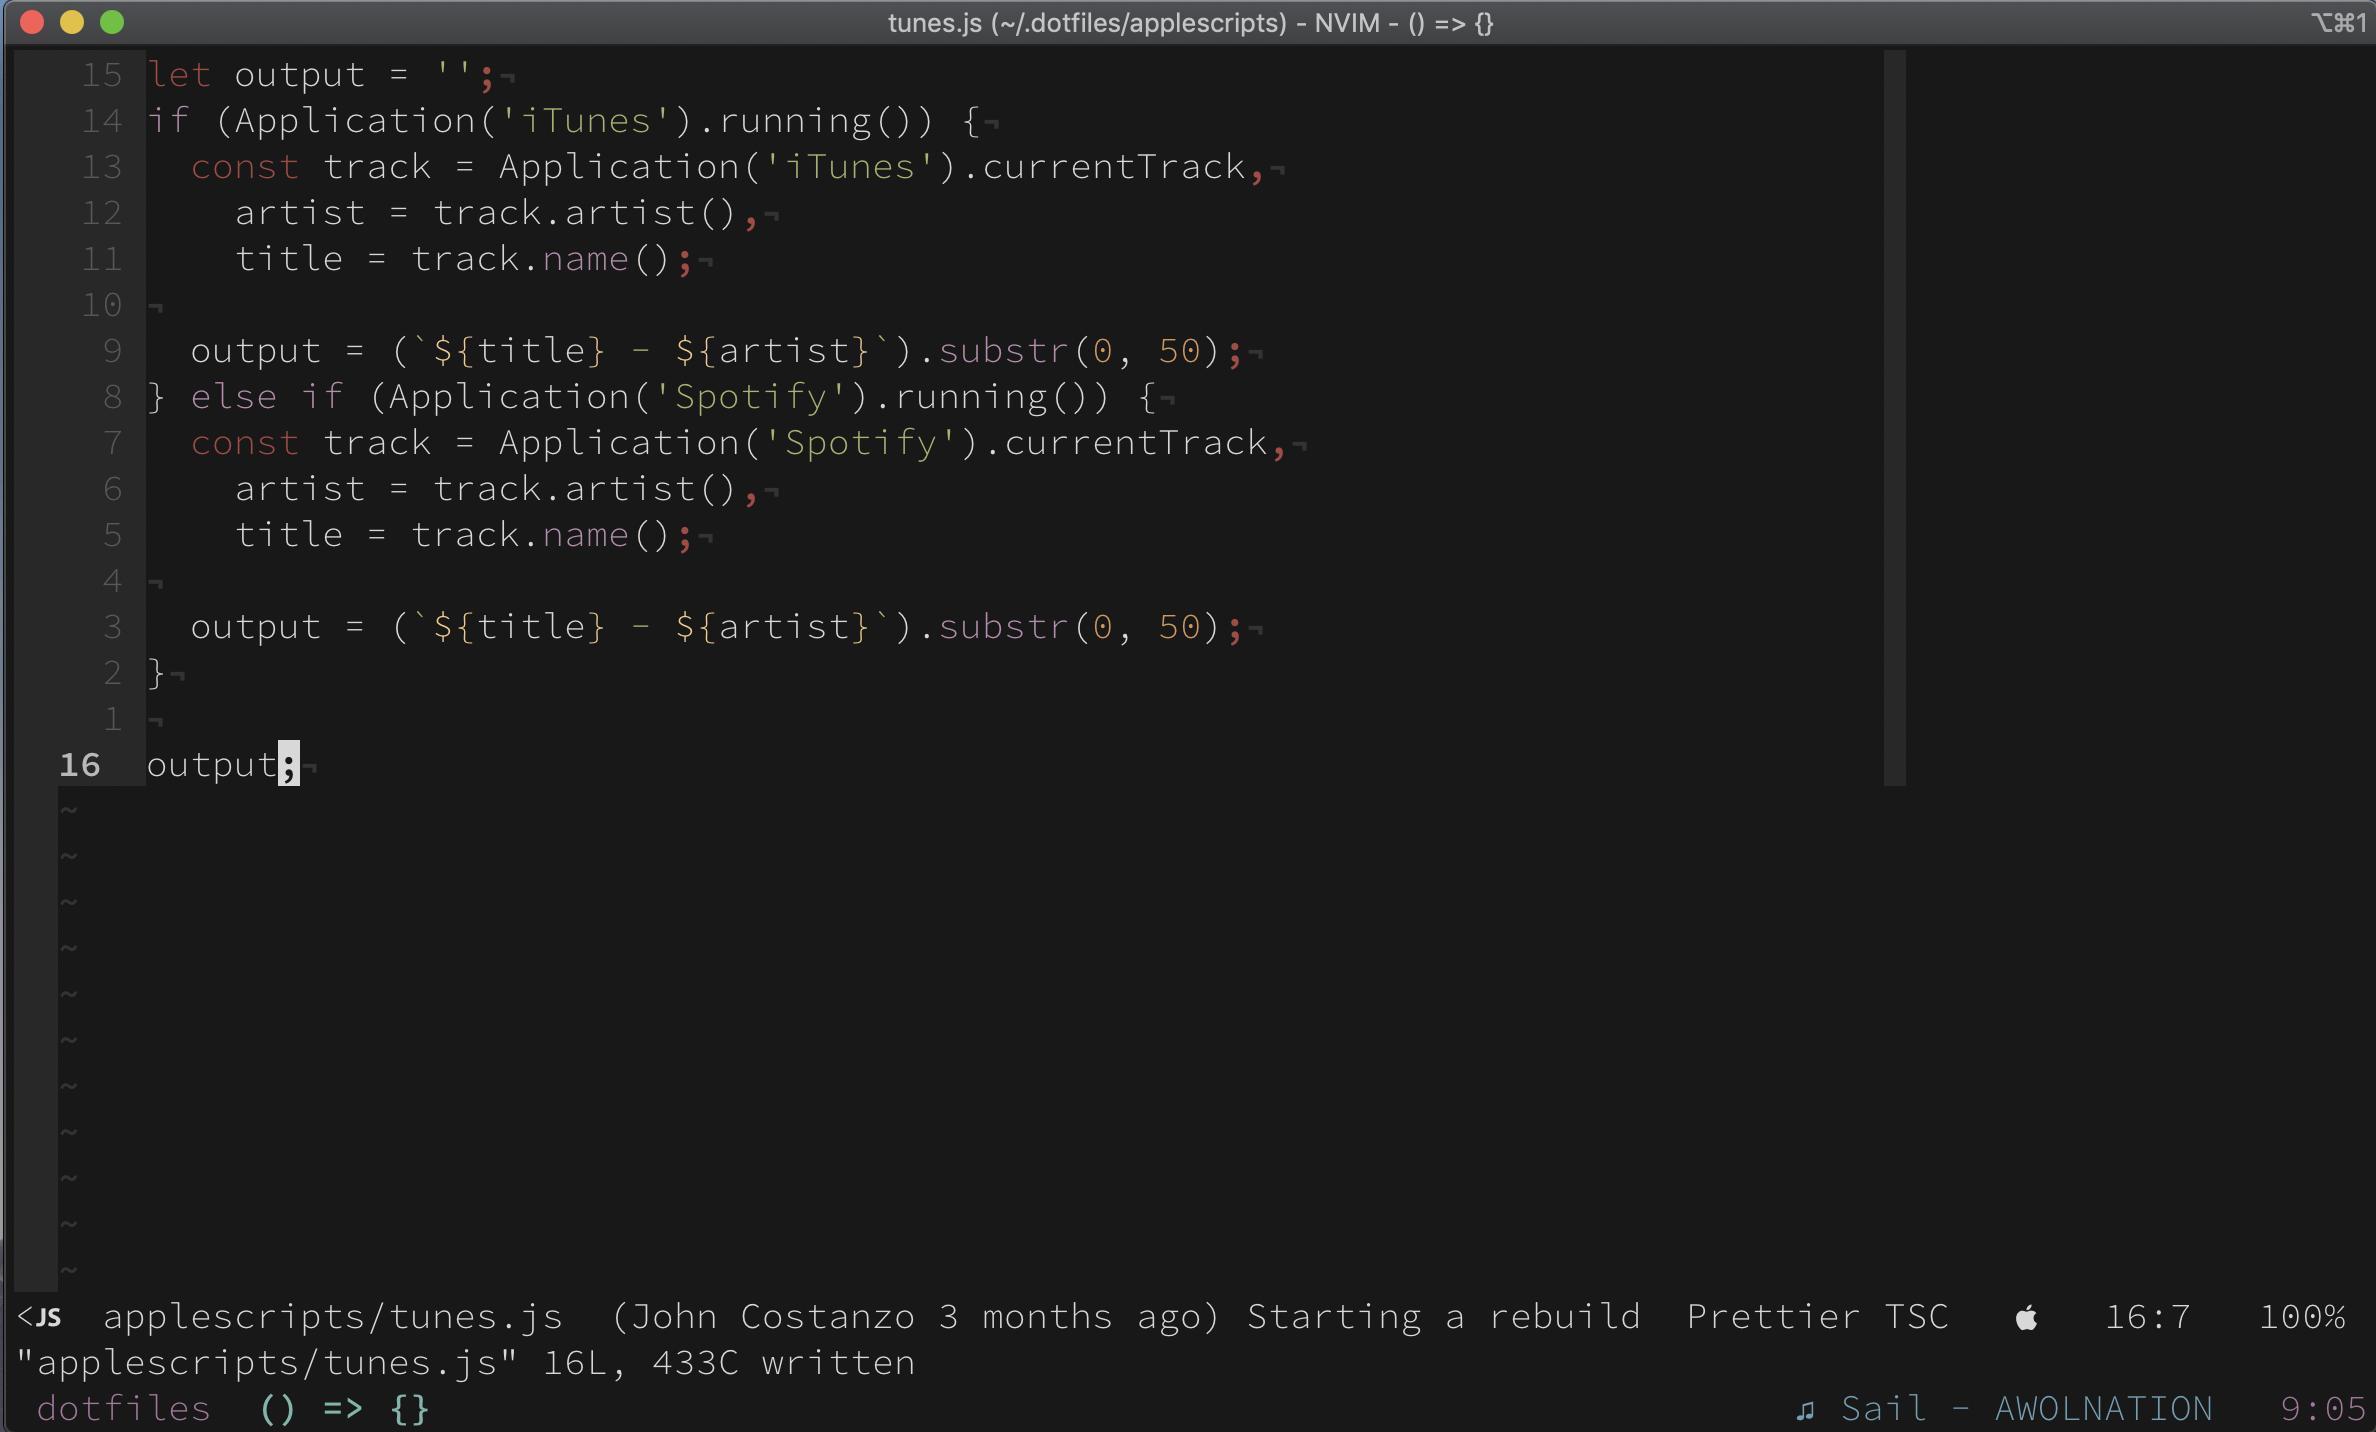 tunes.js (~/.dotfiles/applescripts) - NVIM - () => {} ⌥⌘1
15 let output = '';¬
14 if (Application('iTunes').running()) {¬
13   const track = Application('iTunes').currentTrack,¬
12     artist = track.artist(),¬
11     title = track.name();¬
10 ¬
9   output = (`${title} - ${artist}`).substr(0, 50);¬
8 } else if (Application('Spotify').running()) {¬
7   const track = Application('Spotify').currentTrack,¬
6     artist = track.artist(),¬
5     title = track.name();¬
4 ¬
3   output = (`${title} - ${artist}`).substr(0, 50);¬
2 }¬
1 ¬
16 output;¬
~
~
~
~
~
~
~
~
~
~
~
<JS applescripts/tunes.js (John Costanzo 3 months ago) Starting a rebuild Prettier TSC 16:7 100%
"applescripts/tunes.js" 16L, 433C written
dotfiles () => {} ♫ Sail - AWOLNATION 9:05